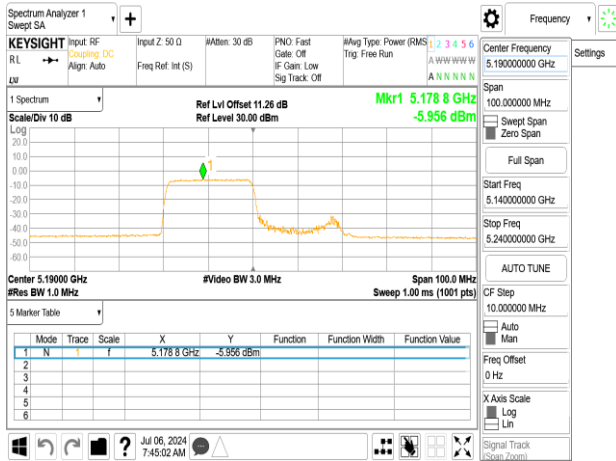 Spectrum Analyzer 1
Swept SA
KEYSIGHT Input: RF
RL Coupling: DC
Align: Auto
Input Z: 50 Ω
Freq Ref: Int (S)
#Atten: 30 dB
PNO: Fast
Gate: Off
IF Gain: Low
Sig Track: Off
#Avg Type: Power (RMS
Trig: Free Run
1 2 3 4 5 6
A W W W W W
A N N N N N
1 Spectrum
Scale/Div 10 dB
Ref Lvl Offset 11.26 dB
Ref Level 30.00 dBm
Mkr1 5.178 8 GHz
-5.956 dBm
Log
20.0
10.0
0.00
-10.0
-20.0
-30.0
-40.0
-50.0
-60.0
1
Center 5.19000 GHz
#Video BW 3.0 MHz
Span 100.0 MHz
#Res BW 1.0 MHz
Sweep 1.00 ms (1001 pts)
5 Marker Table
Mode Trace Scale X Y Function Function Width Function Value
1 N 1 f 5.178 8 GHz -5.956 dBm
2
3
4
5
6
Jul 06, 2024
7:45:02 AM
Frequency
Settings
Center Frequency
5.190000000 GHz
Span
100.000000 MHz
Swept Span
Zero Span
Full Span
Start Freq
5.140000000 GHz
Stop Freq
5.240000000 GHz
AUTO TUNE
CF Step
10.000000 MHz
Auto
Man
Freq Offset
0 Hz
X Axis Scale
Log
Lin
Signal Track
(Span Zoom)